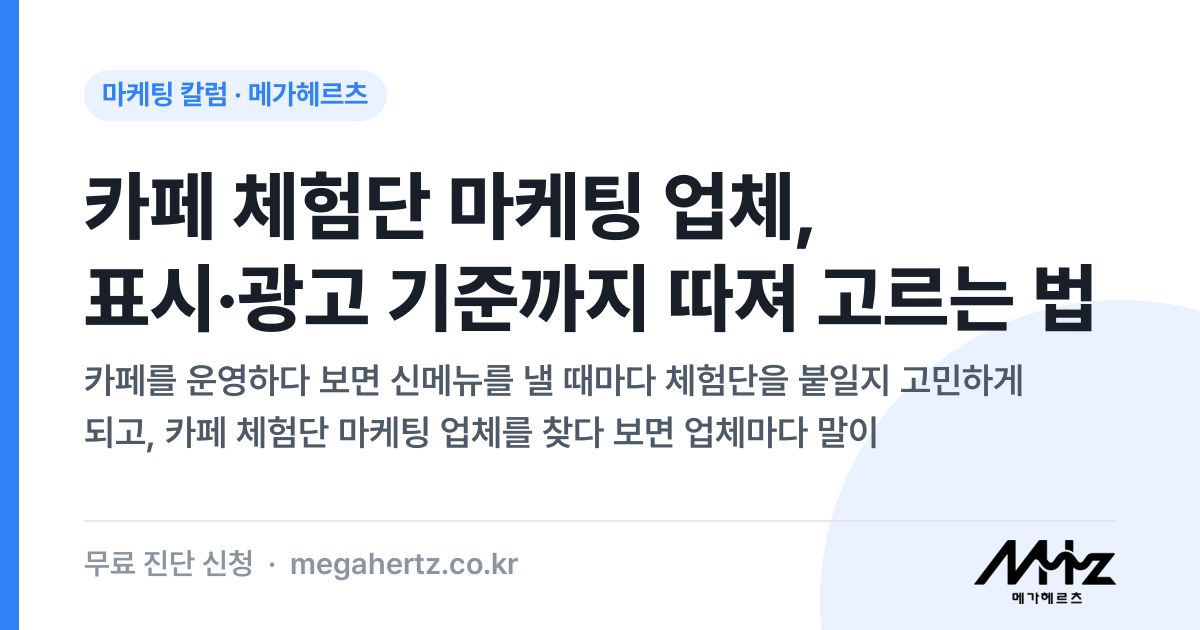 마케팅 칼럼 · 메가헤르츠
카페 체험단 마케팅 업체,
표시·광고 기준까지 따져 고르는 법
카페를 운영하다 보면 신메뉴를 낼 때마다 체험단을 붙일지 고민하게
되고, 카페 체험단 마케팅 업체를 찾다 보면 업체마다 말이
무료 진단 신청 · megahertz.co.kr
MHz
메가헤르츠